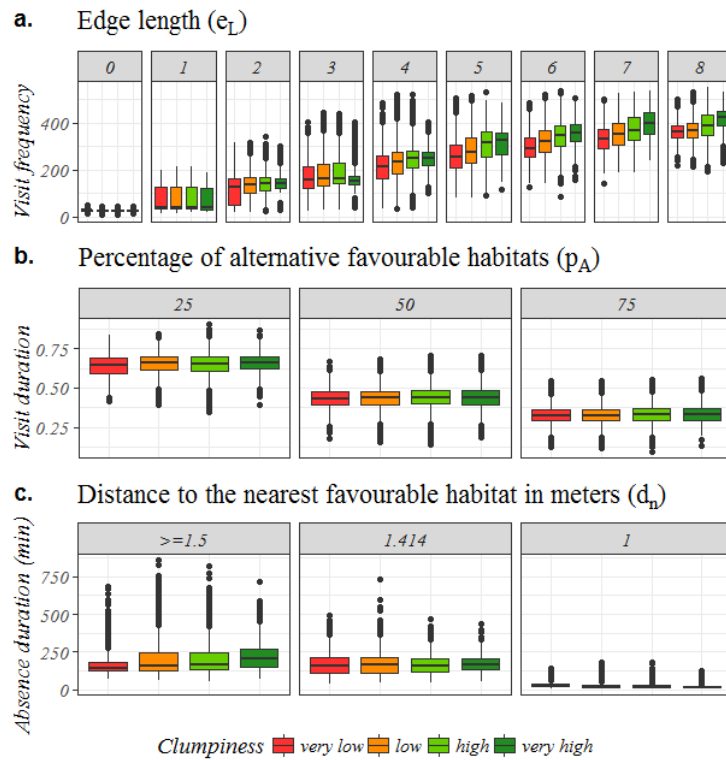 a. Edge length (e_L)
0 1 2 3 4 5 6 7 8
Visit frequency
400
200
0
b. Percentage of alternative favourable habitats (p_A)
25 50 75
Visit duration
0.75
0.50
0.25
c. Distance to the nearest favourable habitat in meters (d_n)
>=1.5 1.414 1
Absence duration (min)
750
500
250
0
Clumpiness very low low high very high